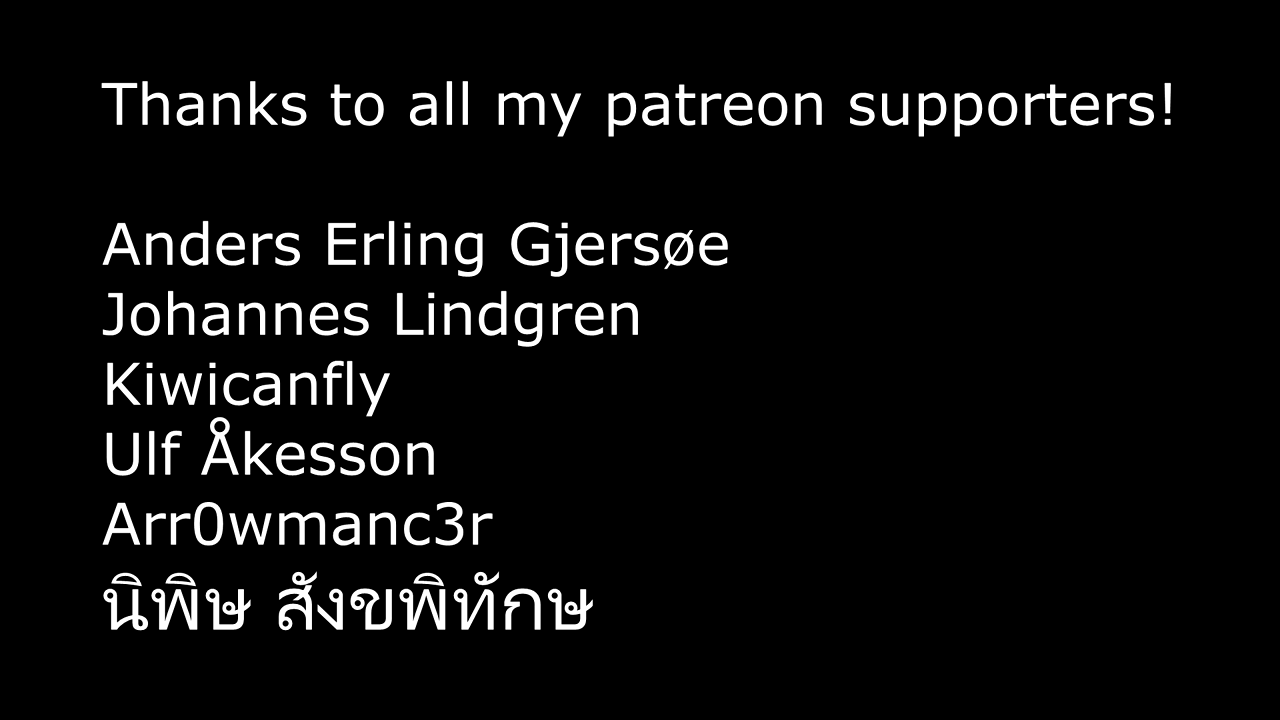 Thanks to all my patreon supporters!
Anders Erling Gjersøe
Johannes Lindgren
Kiwicanfly
Ulf Åkesson
Arr0wmanc3r
นิพิษ สังขพิทักษ